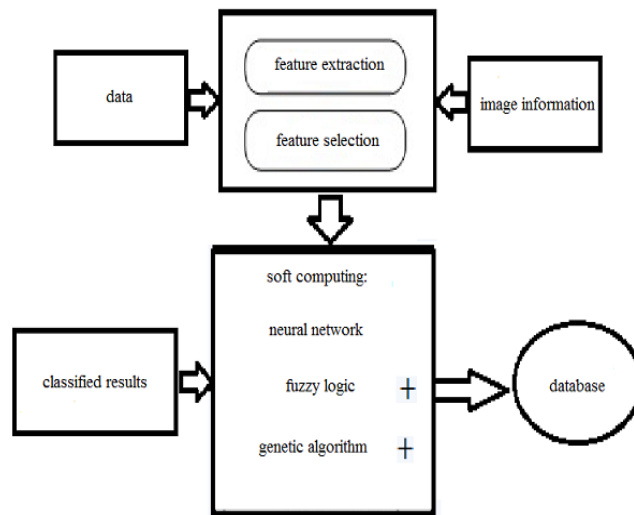 feature extraction
data
image information
feature selection
soft computing:
neural network
classified results
fuzzy logic +
database
genetic algorithm +